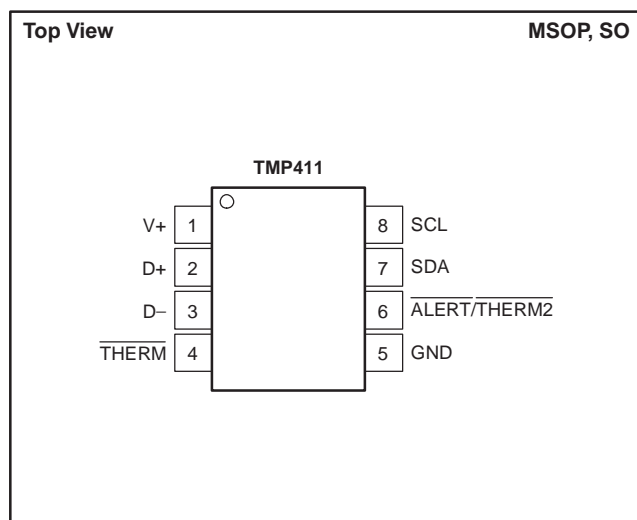 Top View MSOP, SO
TMP411
V+ 1 8 SCL
D+ 2 7 SDA
D− 3 6 ALERT/THERM2
THERM 4 5 GND